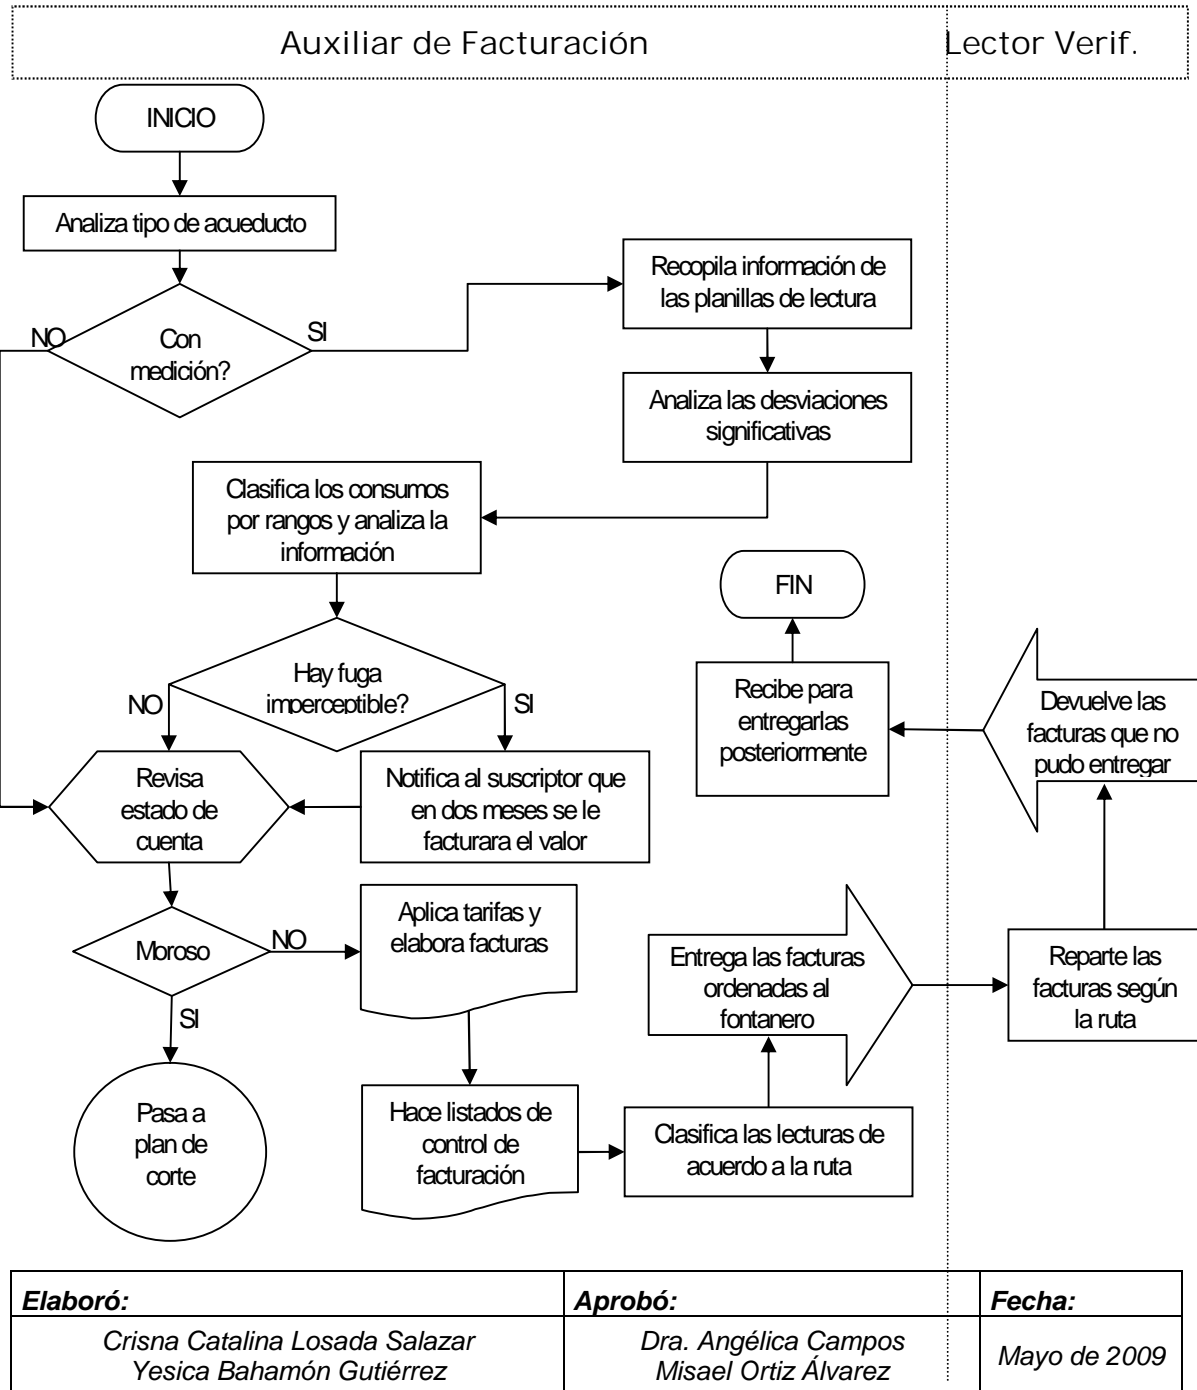 Auxiliar de Facturación
Lector Verif.
INICIO
Analiza tipo de acueducto
Con
medición?
NO
SI
Recopila información de
las planillas de lectura
Analiza las desviaciones
significativas
Clasifica los consumos
por rangos y analiza la
información
Hay fuga
imperceptible?
NO
SI
Notifica al suscriptor que
en dos meses se le
facturara el valor
Revisa
estado de
cuenta
Moroso
NO
SI
Pasa a
plan de
corte
Aplica tarifas y
elabora facturas
Hace listados de
control de
facturación
Clasifica las lecturas de
acuerdo a la ruta
Entrega las facturas
ordenadas al
fontanero
Reparte las
facturas según
la ruta
Devuelve las
facturas que no
pudo entregar
Recibe para
entregarlas
posteriormente
FIN
Elaboró:
Aprobó:
Fecha:
Crisna Catalina Losada Salazar
Yesica Bahamón Gutiérrez
Dra. Angélica Campos
Misael Ortiz Álvarez
Mayo de 2009